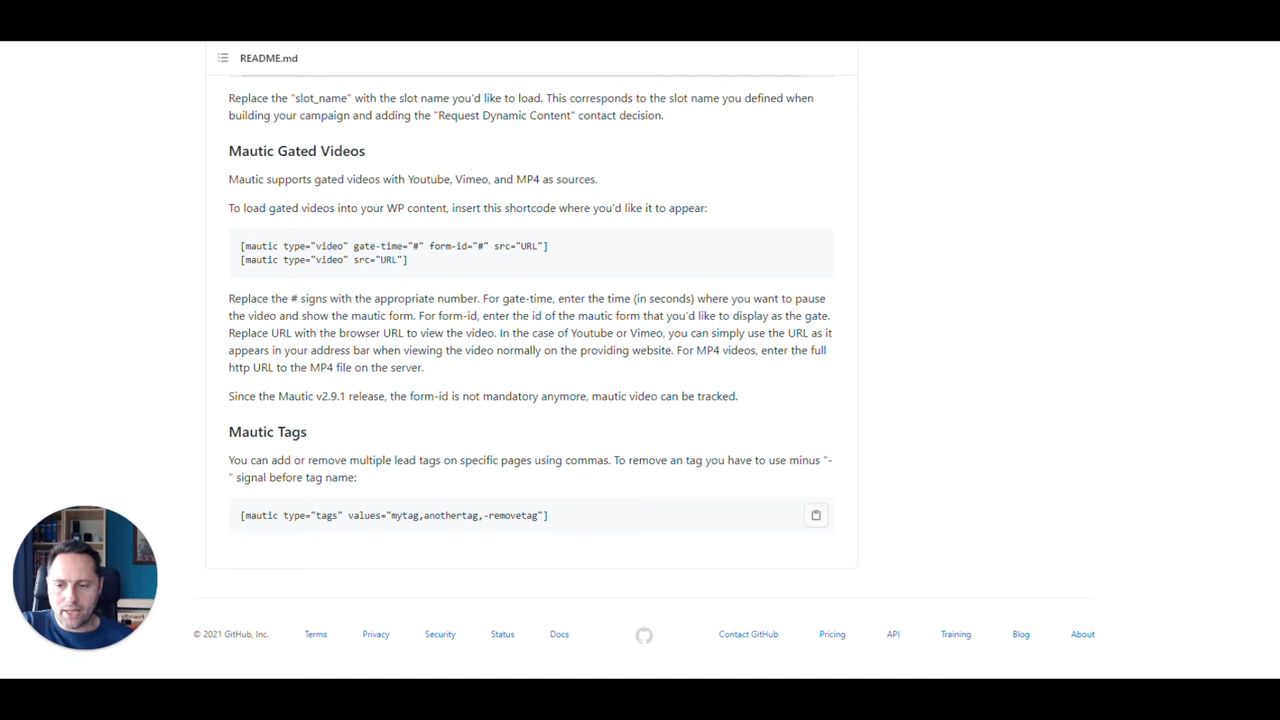 README.md
Replace the "slot_name" with the slot name you'd like to load. This corresponds to the slot name you defined when
building your campaign and adding the "Request Dynamic Content" contact decision.
Mautic Gated Videos
Mautic supports gated videos with Youtube, Vimeo, and MP4 as sources.
To load gated videos into your WP content, insert this shortcode where you'd like it to appear:
[mautic type="video" gate-time="#" form-id="#" src="URL"]
[mautic type="video" src="URL"]
Replace the # signs with the appropriate number. For gate-time, enter the time (in seconds) where you want to pause
the video and show the mautic form. For form-id, enter the id of the mautic form that you'd like to display as the gate.
Replace URL with the browser URL to view the video. In the case of Youtube or Vimeo, you can simply use the URL as it
appears in your address bar when viewing the video normally on the providing website. For MP4 videos, enter the full
http URL to the MP4 file on the server.
Since the Mautic v2.9.1 release, the form-id is not mandatory anymore, mautic video can be tracked.
Mautic Tags
You can add or remove multiple lead tags on specific pages using commas. To remove an tag you have to use minus "-
" signal before tag name:
[mautic type="tags" values="mytag,anothertag,-removetag"]
© 2021 GitHub, Inc. Terms Privacy Security Status Docs Contact GitHub Pricing API Training Blog About